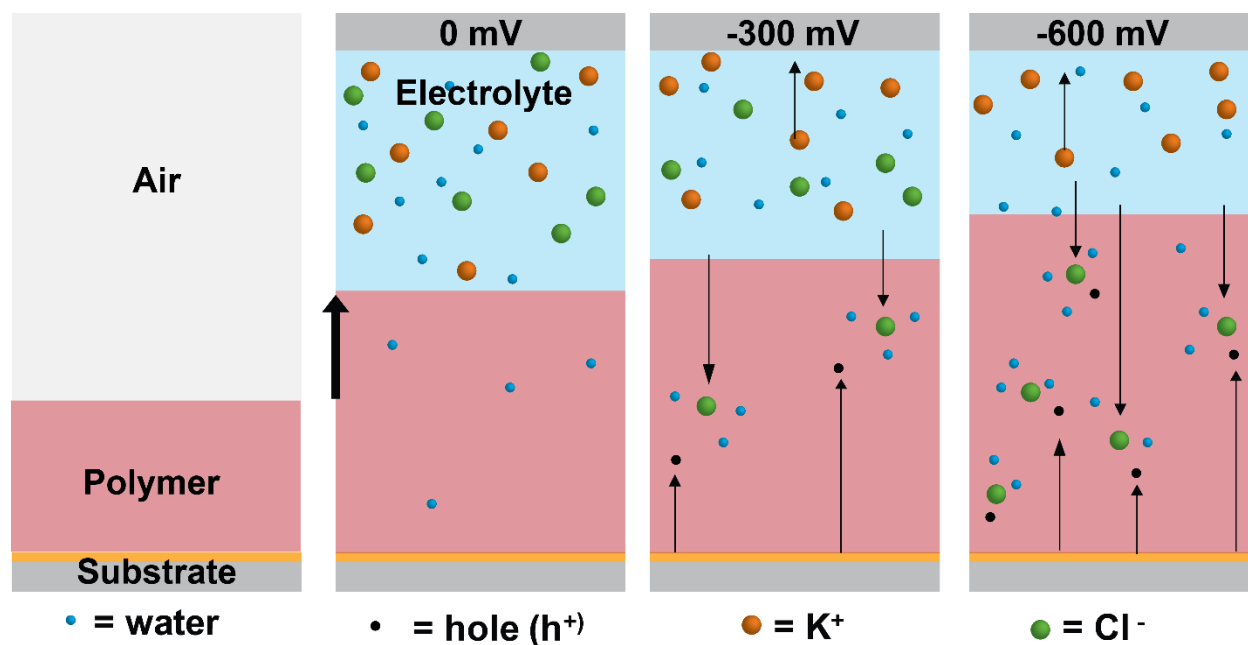 0 mV
-300 mV
-600 mV
Electrolyte
Air
Polymer
Substrate
= water
= hole (h⁺)
= K⁺
= Cl⁻